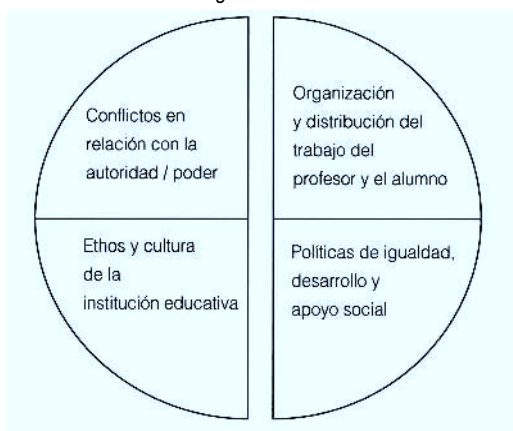 Conflictos en
relación con la
autoridad / poder
Organización
y distribución del
trabajo del
profesor y el alumno
Ethos y cultura
de la
institución educativa
Políticas de igualdad,
desarrollo y
apoyo social